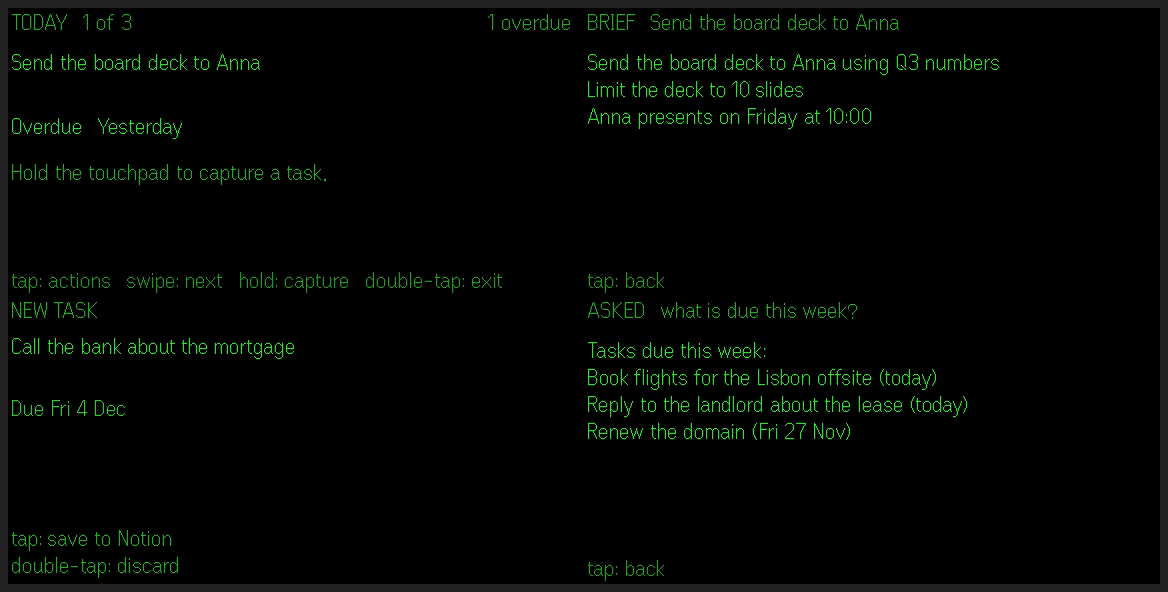 TODAY 1 of 3 1 overdue
Send the board deck to Anna
Overdue Yesterday
Hold the touchpad to capture a task.
tap: actions swipe: next hold: capture double-tap: exit
BRIEF Send the board deck to Anna
Send the board deck to Anna using Q3 numbers
Limit the deck to 10 slides
Anna presents on Friday at 10:00
tap: back
NEW TASK
Call the bank about the mortgage
Due Fri 4 Dec
tap: save to Notion
double-tap: discard
ASKED what is due this week?
Tasks due this week:
Book flights for the Lisbon offsite (today)
Reply to the landlord about the lease (today)
Renew the domain (Fri 27 Nov)
tap: back